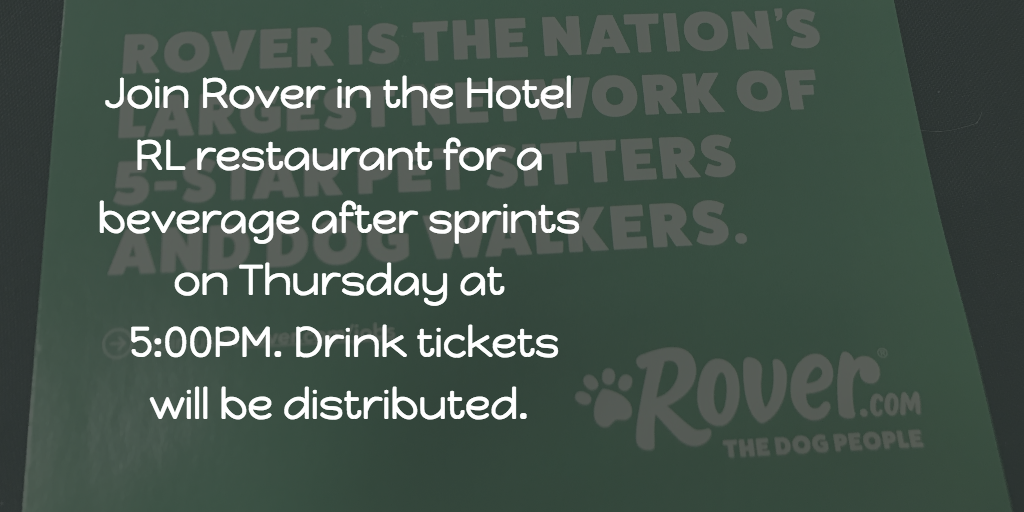 ROVER IS THE NATION'S
LARGEST NETWORK OF
5-STAR PET SITTERS
AND DOG WALKERS.
Join Rover in the Hotel
RL restaurant for a
beverage after sprints
on Thursday at
5:00PM. Drink tickets
will be distributed.
Rover.COM
THE DOG PEOPLE